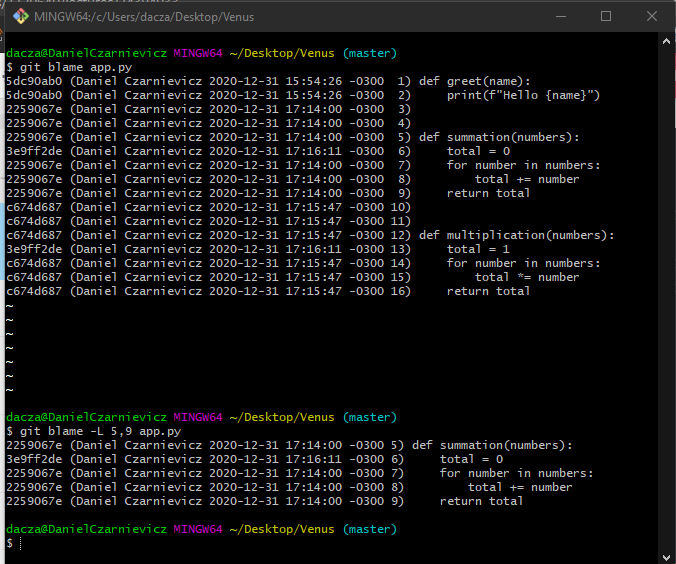 MINGW64:/c/Users/dacza/Desktop/Venus
dacza@DanielCzarnievicz MINGW64 ~/Desktop/Venus (master)
$ git blame app.py
5dc90ab0 (Daniel Czarnievicz 2020-12-31 15:54:26 -0300  1) def greet(name):
5dc90ab0 (Daniel Czarnievicz 2020-12-31 15:54:26 -0300  2)     print(f"Hello {name}")
2259067e (Daniel Czarnievicz 2020-12-31 17:14:00 -0300  3)
2259067e (Daniel Czarnievicz 2020-12-31 17:14:00 -0300  4)
2259067e (Daniel Czarnievicz 2020-12-31 17:14:00 -0300  5) def summation(numbers):
3e9ff2de (Daniel Czarnievicz 2020-12-31 17:16:11 -0300  6)     total = 0
2259067e (Daniel Czarnievicz 2020-12-31 17:14:00 -0300  7)     for number in numbers:
2259067e (Daniel Czarnievicz 2020-12-31 17:14:00 -0300  8)         total += number
2259067e (Daniel Czarnievicz 2020-12-31 17:14:00 -0300  9)     return total
c674d687 (Daniel Czarnievicz 2020-12-31 17:15:47 -0300 10)
c674d687 (Daniel Czarnievicz 2020-12-31 17:15:47 -0300 11)
c674d687 (Daniel Czarnievicz 2020-12-31 17:15:47 -0300 12) def multiplication(numbers):
3e9ff2de (Daniel Czarnievicz 2020-12-31 17:16:11 -0300 13)     total = 1
c674d687 (Daniel Czarnievicz 2020-12-31 17:15:47 -0300 14)     for number in numbers:
c674d687 (Daniel Czarnievicz 2020-12-31 17:15:47 -0300 15)         total *= number
c674d687 (Daniel Czarnievicz 2020-12-31 17:15:47 -0300 16)     return total
~
~
~
~
~
~
~
dacza@DanielCzarnievicz MINGW64 ~/Desktop/Venus (master)
$ git blame -L 5,9 app.py
2259067e (Daniel Czarnievicz 2020-12-31 17:14:00 -0300 5) def summation(numbers):
3e9ff2de (Daniel Czarnievicz 2020-12-31 17:16:11 -0300 6)     total = 0
2259067e (Daniel Czarnievicz 2020-12-31 17:14:00 -0300 7)     for number in numbers:
2259067e (Daniel Czarnievicz 2020-12-31 17:14:00 -0300 8)         total += number
2259067e (Daniel Czarnievicz 2020-12-31 17:14:00 -0300 9)     return total
dacza@DanielCzarnievicz MINGW64 ~/Desktop/Venus (master)
$